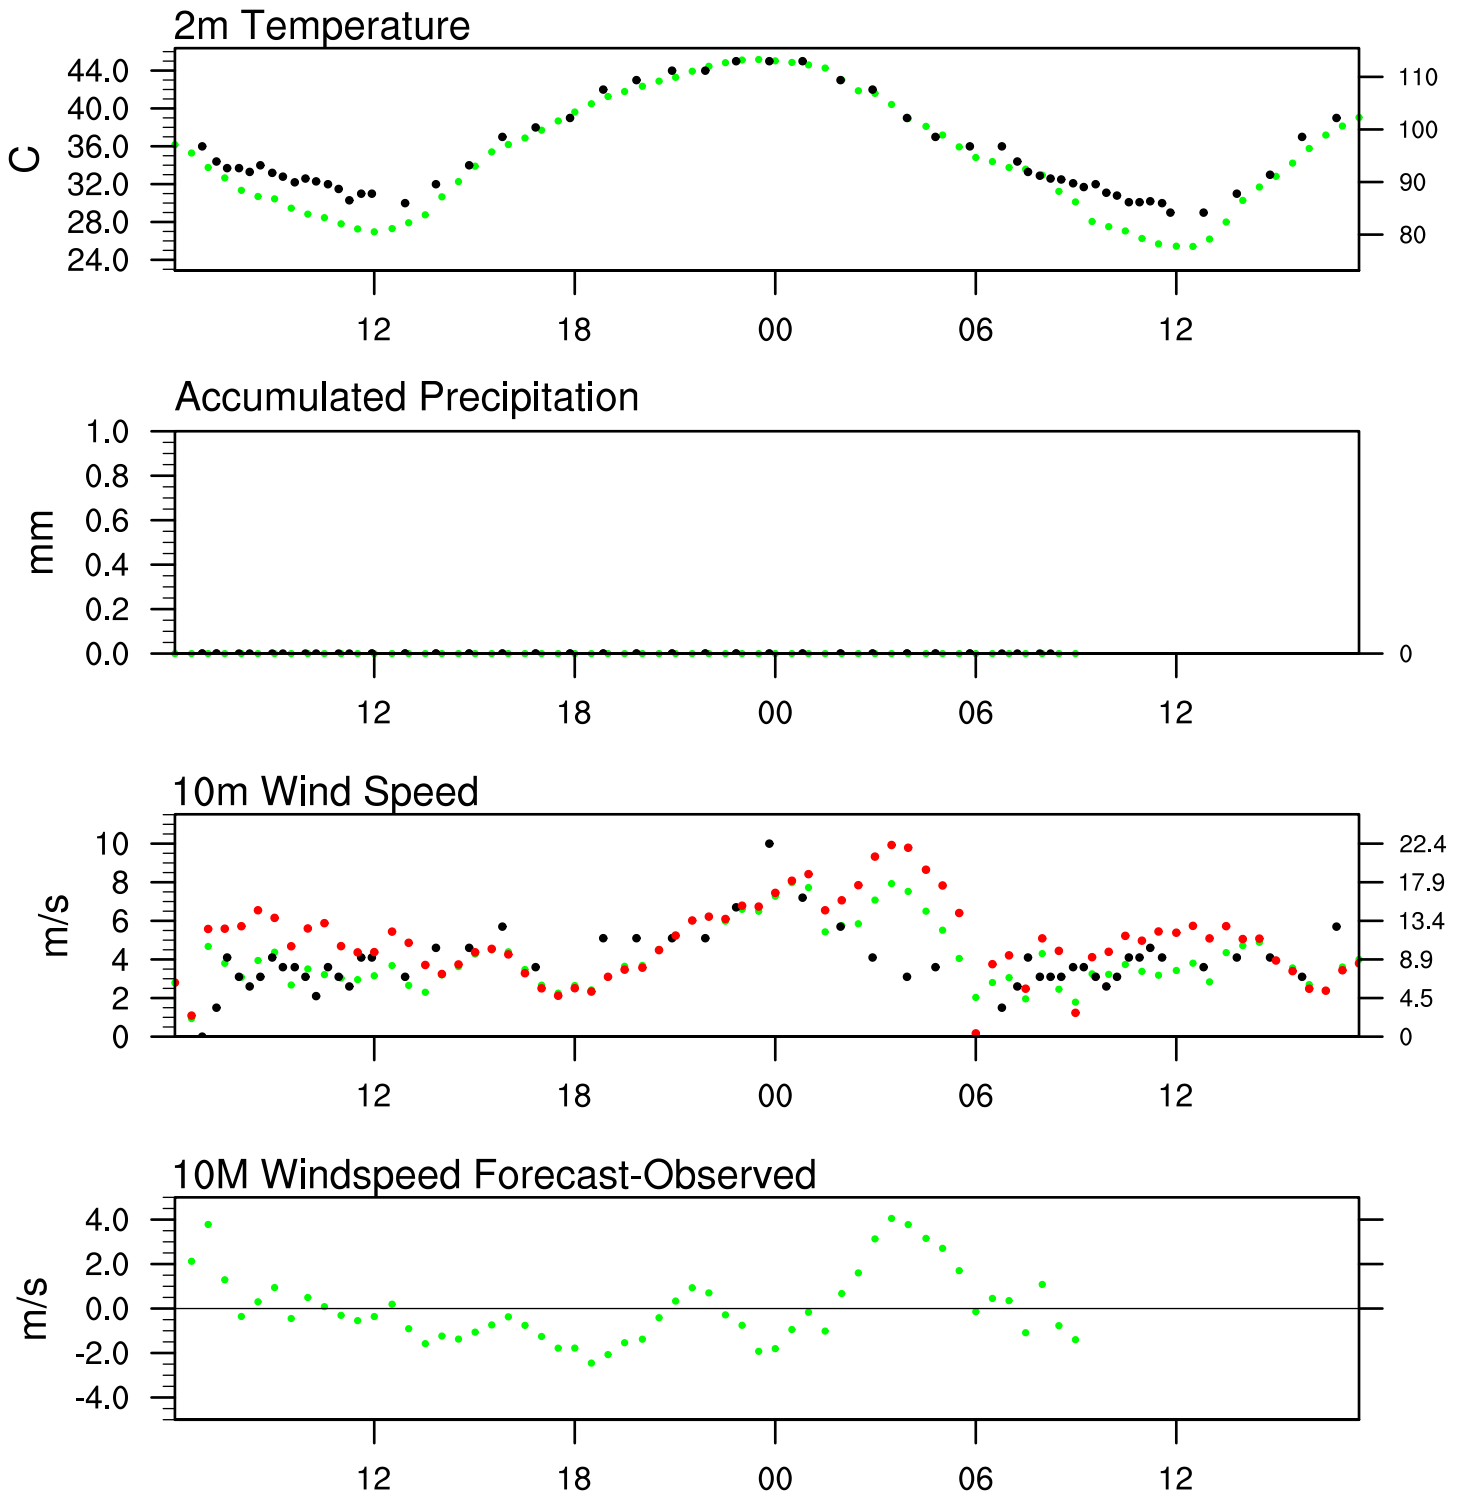 2m Temperature
44.0
40.0
36.0
32.0
28.0
24.0
C
110
100
90
80
12 18 00 06 12
Accumulated Precipitation
1.0
0.8
0.6
0.4
0.2
0.0
mm
0
12 18 00 06 12
10m Wind Speed
10
8
6
4
2
0
m/s
22.4
17.9
13.4
8.9
4.5
0
12 18 00 06 12
10M Windspeed Forecast-Observed
4.0
2.0
0.0
-2.0
-4.0
m/s
12 18 00 06 12